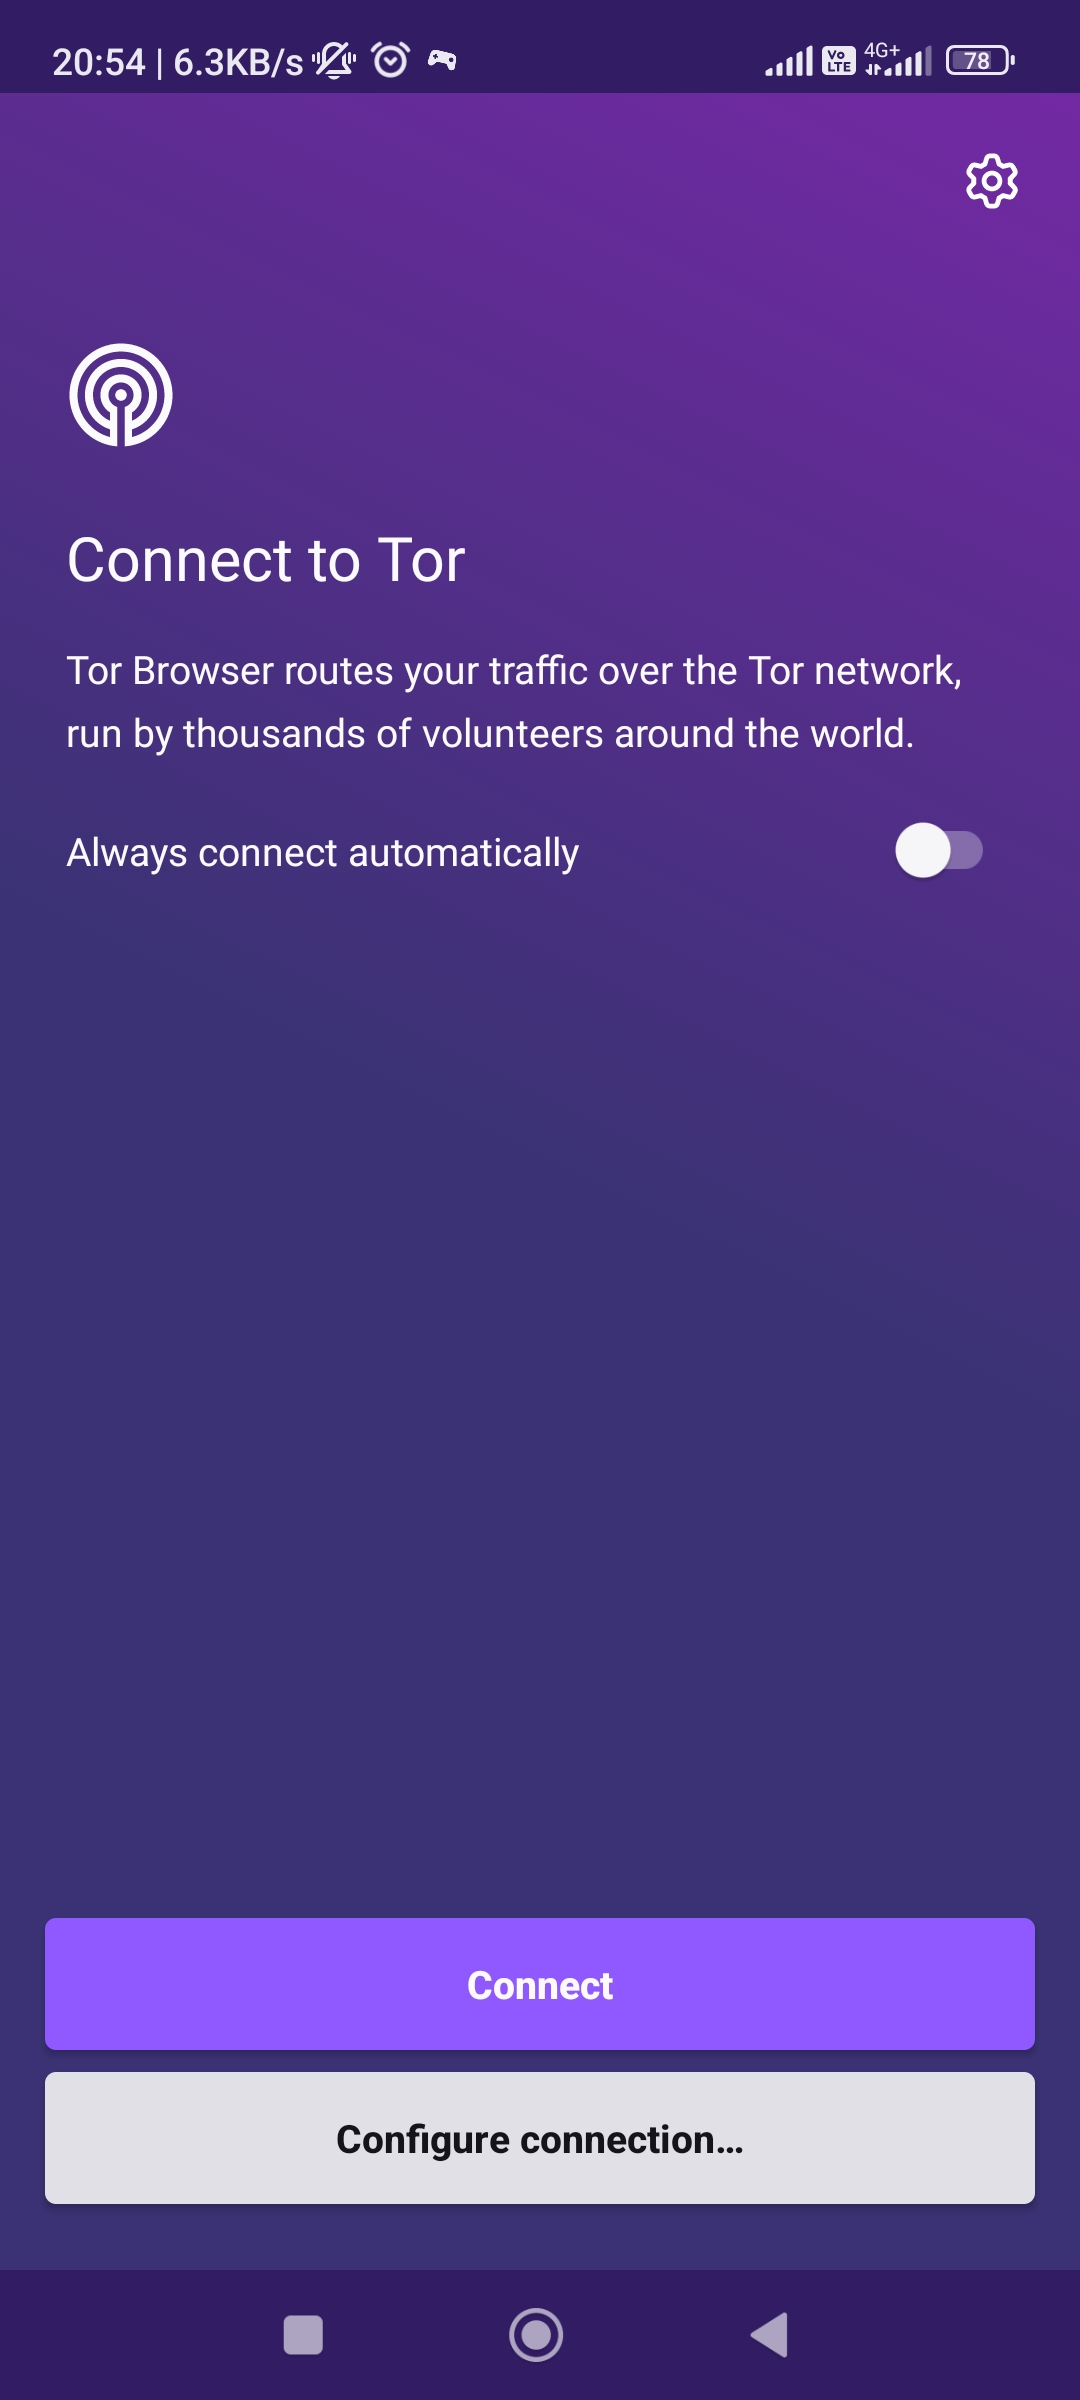 20:54 | 6.3KB/s
Vo LTE 4G+ 78
Connect to Tor
Tor Browser routes your traffic over the Tor network,
run by thousands of volunteers around the world.
Always connect automatically
Connect
Configure connection…